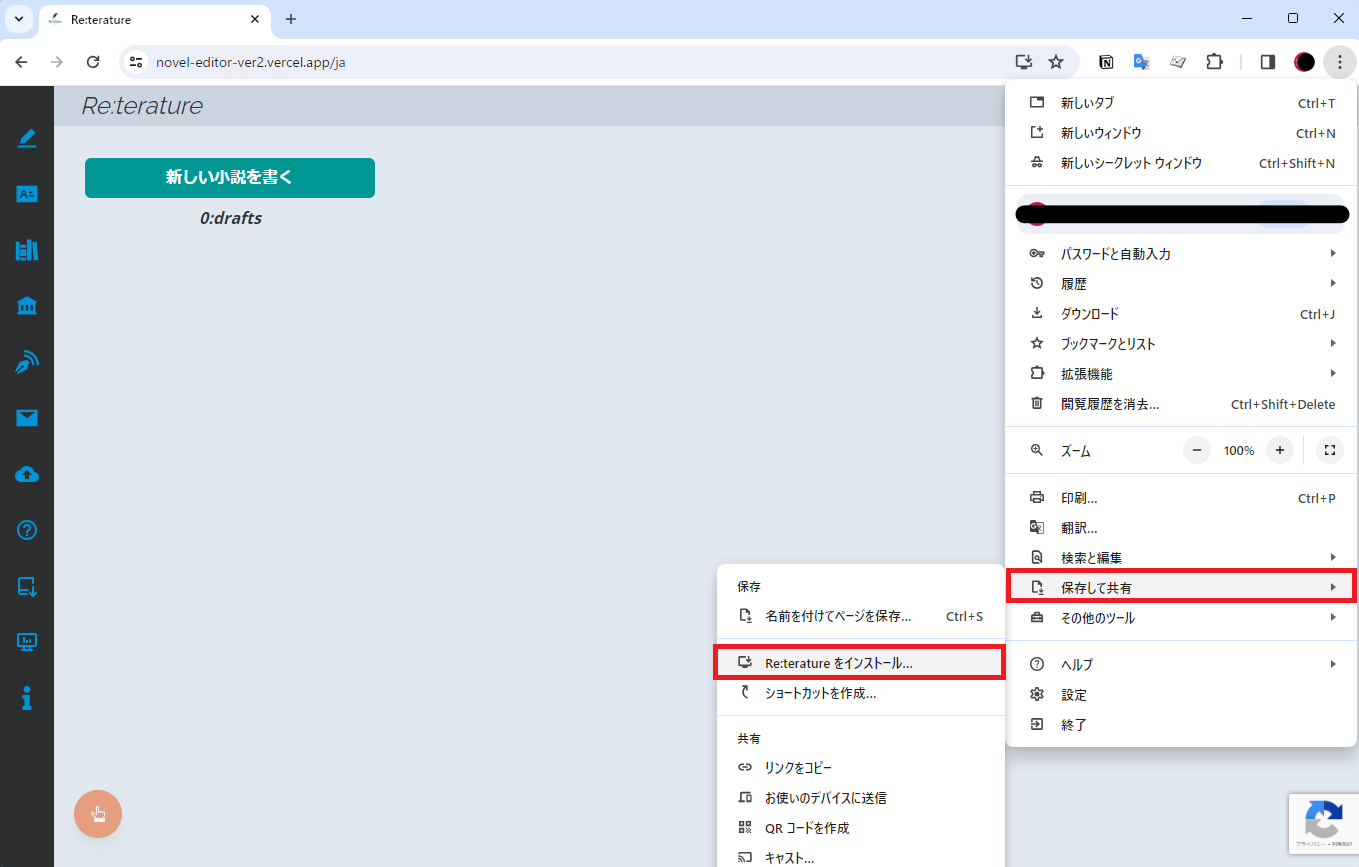 Re:terature
novel-editor-ver2.vercel.app/ja
Re:terature
新しい小説を書く
0:drafts
新しいタブ Ctrl+T
新しいウィンドウ Ctrl+N
新しいシークレット ウィンドウ Ctrl+Shift+N
パスワードと自動入力
履歴
ダウンロード Ctrl+J
ブックマークとリスト
拡張機能
閲覧履歴を消去... Ctrl+Shift+Delete
ズーム − 100% +
印刷... Ctrl+P
翻訳...
検索と編集
保存して共有
その他のツール
ヘルプ
設定
終了
保存
名前を付けてページを保存... Ctrl+S
Re:terature をインストール...
ショートカットを作成...
共有
リンクをコピー
お使いのデバイスに送信
QR コードを作成
キャスト...
プライバシー - 利用規約